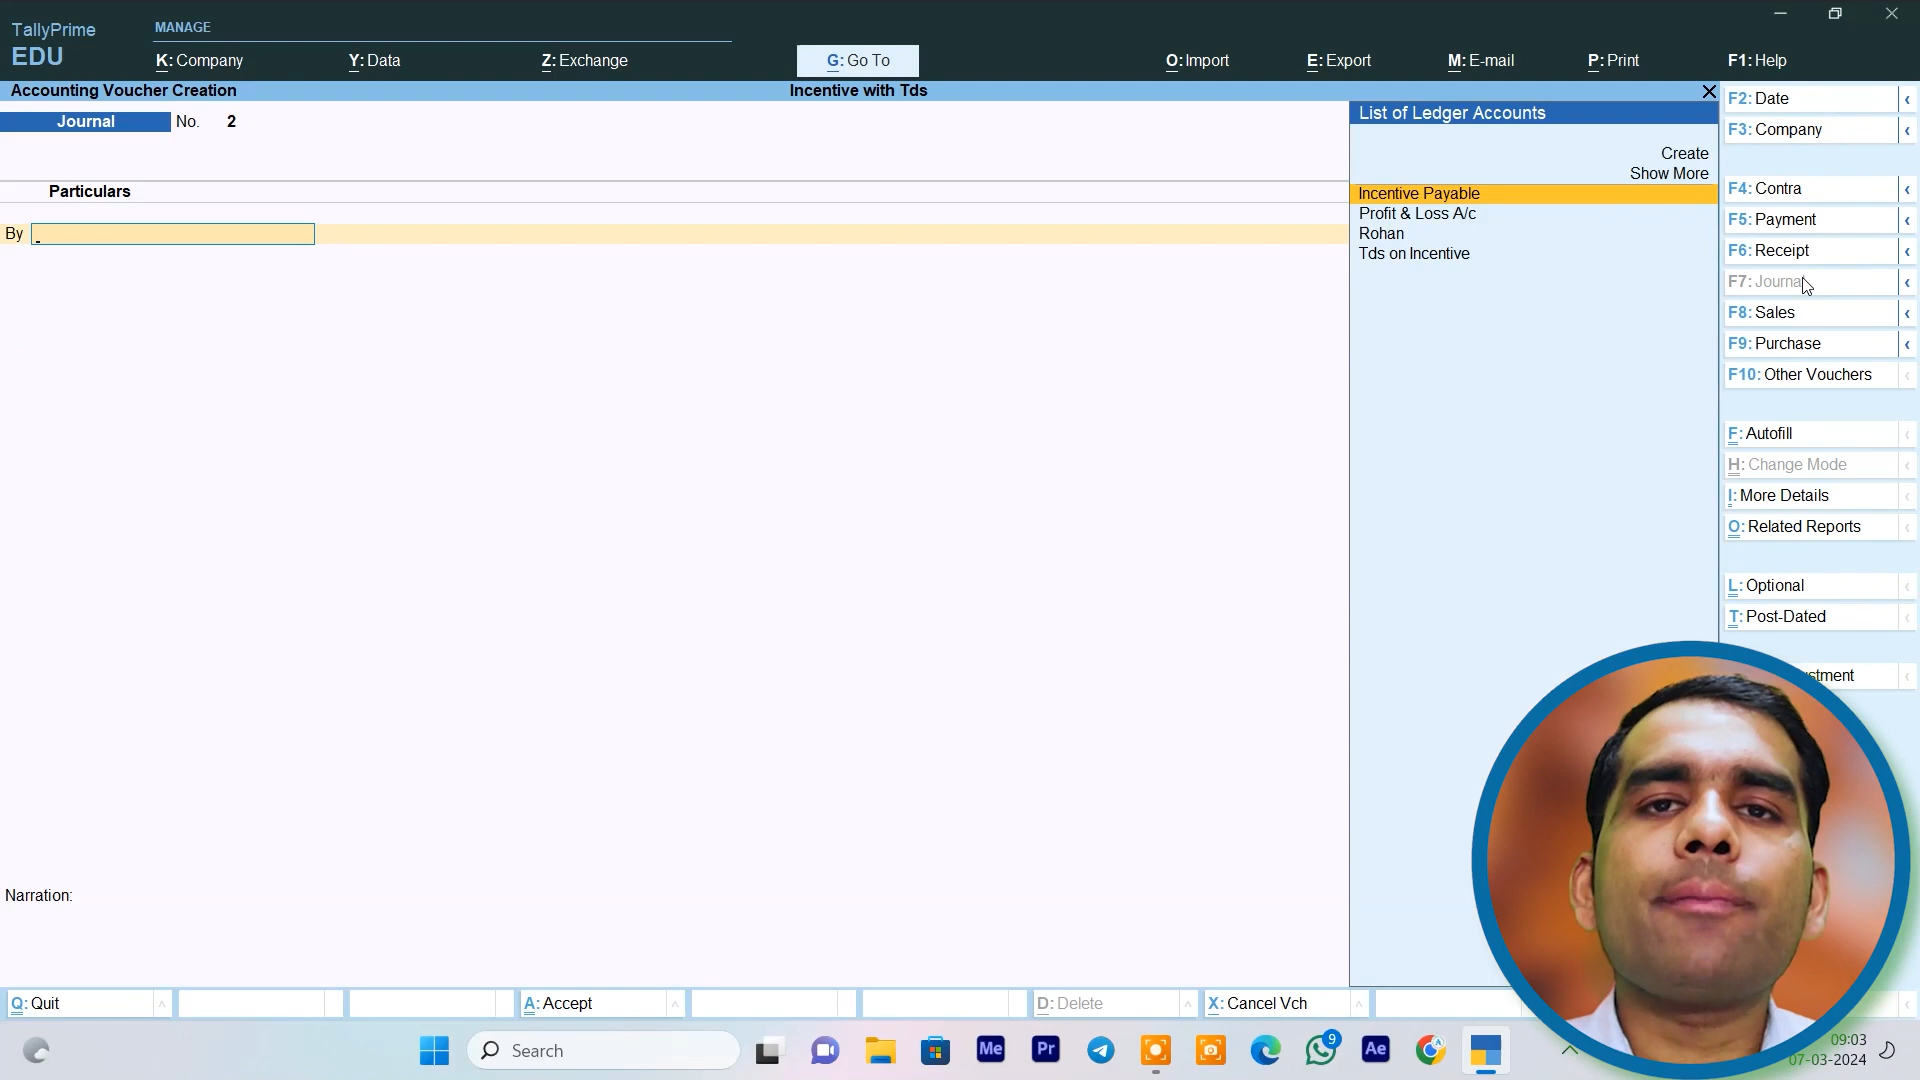 TallyPrime
EDU
MANAGE
K: Company
Y: Data
Z: Exchange
G: Go To
O: Import
E: Export
M: E-mail
P: Print
F1: Help
Accounting Voucher Creation
Incentive with Tds
Journal No. 2
Particulars
By
Narration:
List of Ledger Accounts
Create
Show More
Incentive Payable
Profit & Loss A/c
Rohan
Tds on Incentive
F2: Date
F3: Company
F4: Contra
F5: Payment
F6: Receipt
F7: Journal
F8: Sales
F9: Purchase
F10: Other Vouchers
F: Autofill
H: Change Mode
I: More Details
O: Related Reports
L: Optional
T: Post-Dated
Q: Quit
A: Accept
D: Delete
X: Cancel Vch
Search
Me
Pr
9
Ae
A
09:03
07-03-2024